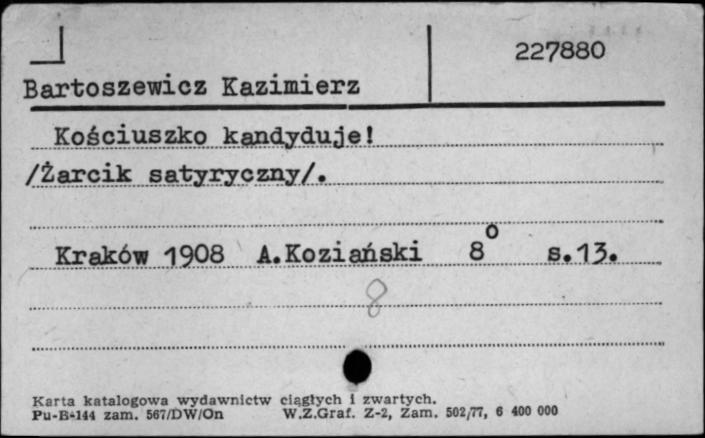 227880
Bartoszewicz Kazimierz
Kościuszko kandyduje!
/Żarcik satyryczny/.
Kraków 1908 A.Koziański 8° s.13.
8
Karta katalogowa wydawnictw ciągłych i zwartych.
Pu-B-144 zam. 567/DW/On W.Z.Graf. Z-2, Zam. 502/77, 6 400 000